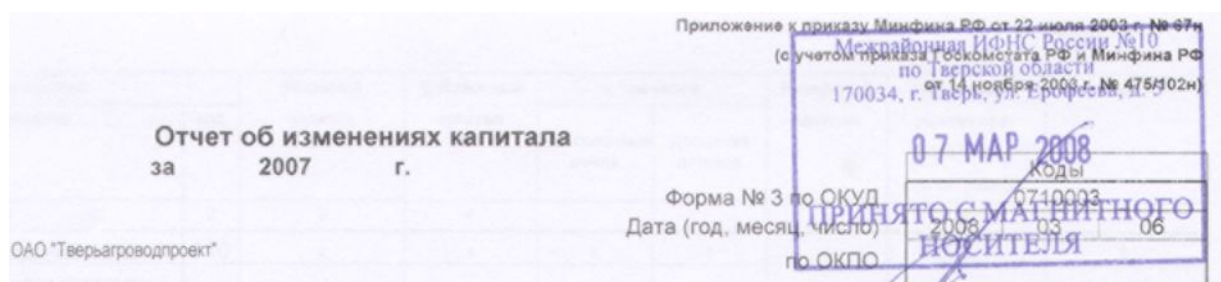 Приложение к приказу Минфина РФ от 22 июля 2003 г. № 67н
(с учетом приказа Госкомстата РФ и Минфина РФ
от 14 ноября 2003 г. № 475/102н)
Межрайонная ИФНС России №10
по Тверской области
170034, г. Тверь, ул. Ерофеева, д. 5
Отчет об изменениях капитала
за 2007 г.
07 МАР 2008
Коды
Форма № 3 по ОКУД 0710003
Дата (год, месяц, число) 2008 03 06
ПРИНЯТО С МАГНИТНОГО
НОСИТЕЛЯ
ОАО "Тверьагроводпроект"
по ОКПО